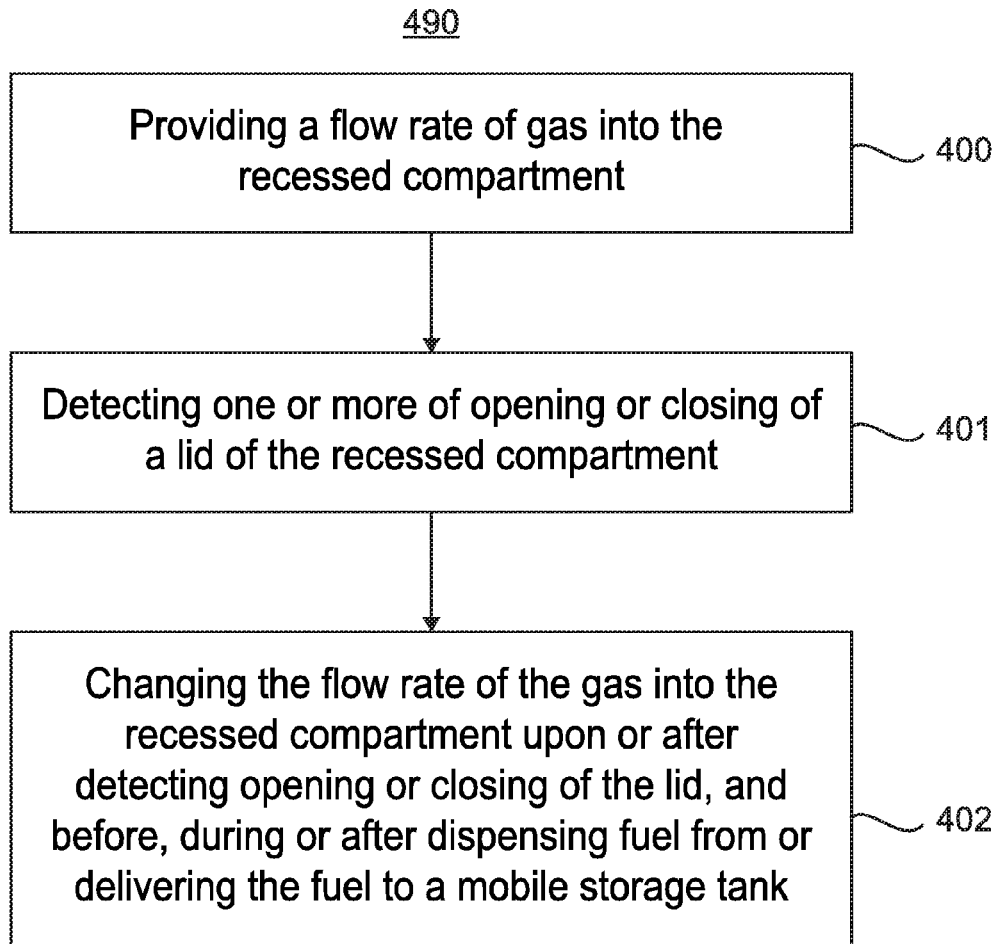 490
Providing a flow rate of gas into the
recessed compartment
400
Detecting one or more of opening or closing of
a lid of the recessed compartment
401
Changing the flow rate of the gas into the
recessed compartment upon or after
detecting opening or closing of the lid, and
before, during or after dispensing fuel from or
delivering the fuel to a mobile storage tank
402